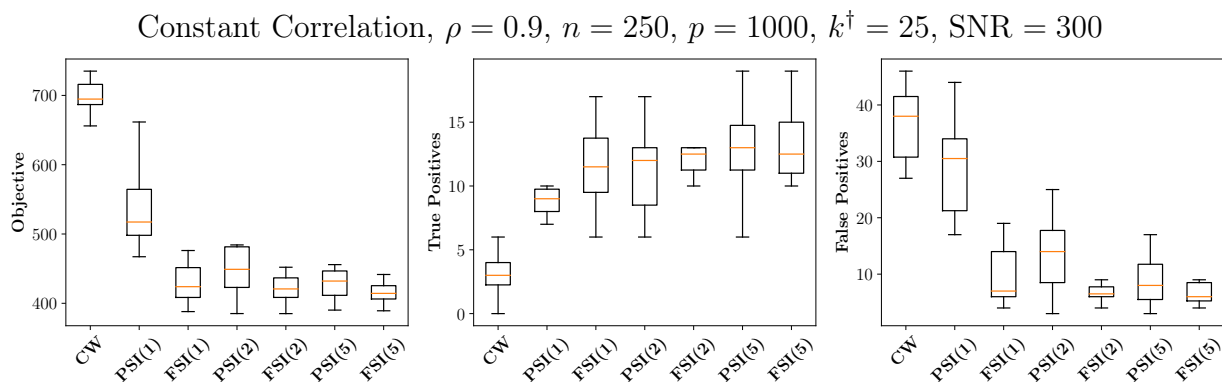 Constant Correlation, ρ = 0.9, n = 250, p = 1000, k† = 25, SNR = 300
Objective
700
600
500
400
CW
PSI(1)
FSI(1)
PSI(2)
FSI(2)
PSI(5)
FSI(5)
True Positives
15
10
5
0
CW
PSI(1)
FSI(1)
PSI(2)
FSI(2)
PSI(5)
FSI(5)
False Positives
40
30
20
10
CW
PSI(1)
FSI(1)
PSI(2)
FSI(2)
PSI(5)
FSI(5)